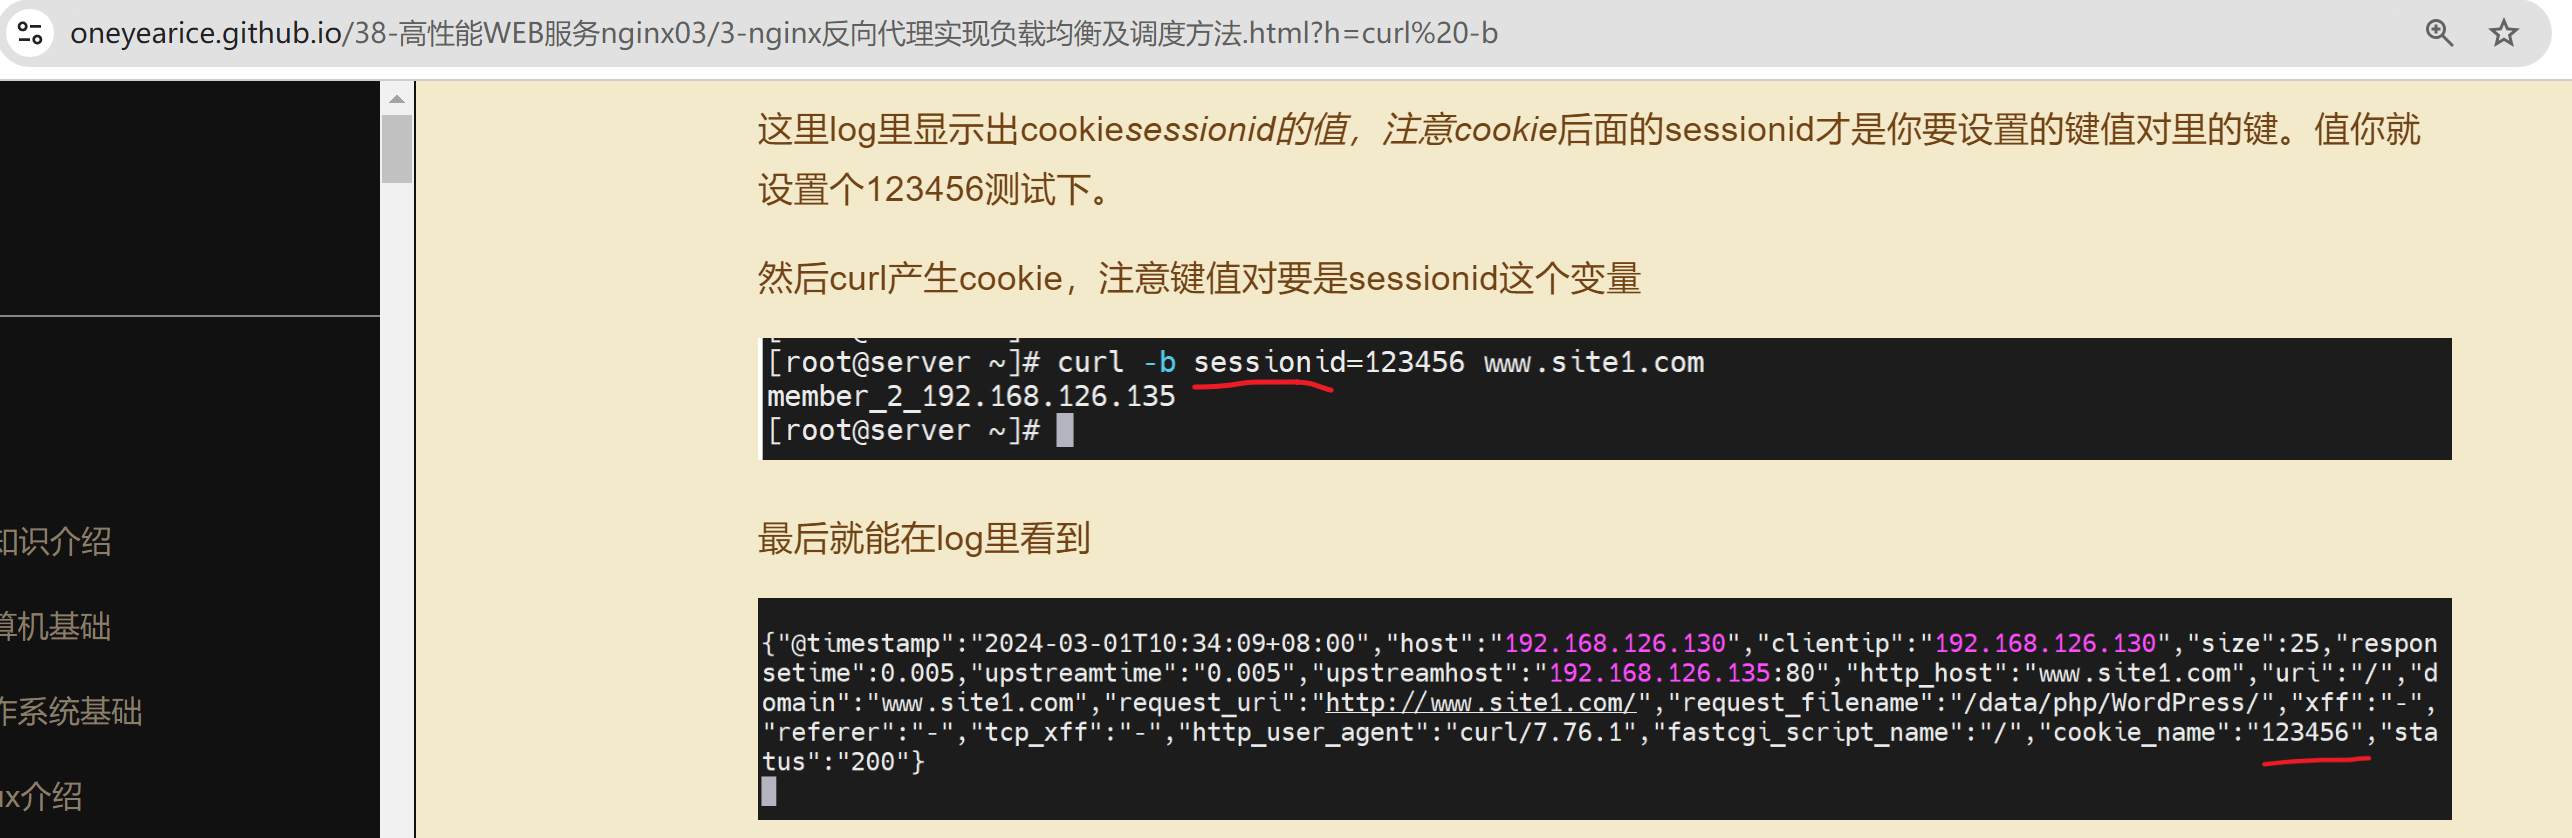 oneyearice.github.io/38-高性能WEB服务nginx03/3-nginx反向代理实现负载均衡及调度方法.html?h=curl%20-b
知识介绍
算机基础
作系统基础
ux介绍
这里log里显示出cookiesessionid的值，注意cookie后面的sessionid才是你要设置的键值对里的键。值你就
设置个123456测试下。
然后curl产生cookie，注意键值对要是sessionid这个变量
[root@server ~]# curl -b sessionid=123456 www.site1.com
member_2_192.168.126.135
[root@server ~]#
最后就能在log里看到
{"@timestamp":"2024-03-01T10:34:09+08:00","host":"192.168.126.130","clientip":"192.168.126.130","size":25,"respon
setime":0.005,"upstreamtime":"0.005","upstreamhost":"192.168.126.135:80","http_host":"www.site1.com","uri":"/","d
omain":"www.site1.com","request_uri":"http://www.site1.com/","request_filename":"/data/php/WordPress/","xff":"-",
"referer":"-","tcp_xff":"-","http_user_agent":"curl/7.76.1","fastcgi_script_name":"/","cookie_name":"123456","sta
tus":"200"}